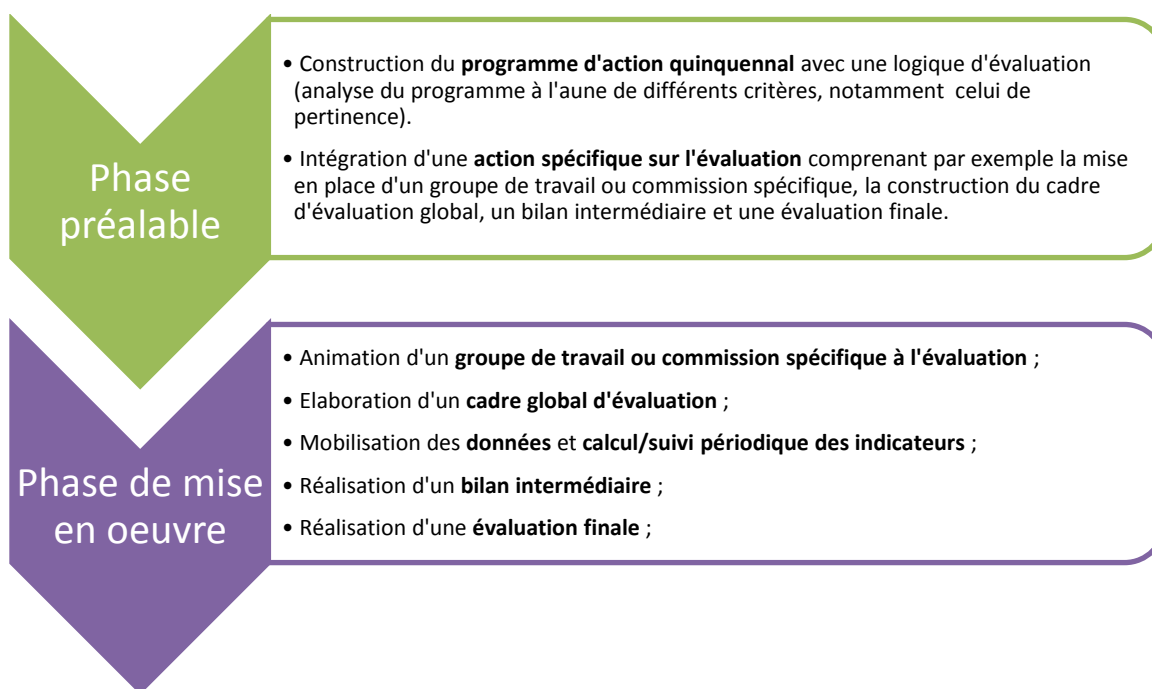 Phase
préalable
• Construction du programme d'action quinquennal avec une logique d'évaluation
(analyse du programme à l'aune de différents critères, notamment celui de
pertinence).
• Intégration d'une action spécifique sur l'évaluation comprenant par exemple la mise
en place d'un groupe de travail ou commission spécifique, la construction du cadre
d'évaluation global, un bilan intermédiaire et une évaluation finale.
Phase de mise
en oeuvre
• Animation d'un groupe de travail ou commission spécifique à l'évaluation ;
• Elaboration d'un cadre global d'évaluation ;
• Mobilisation des données et calcul/suivi périodique des indicateurs ;
• Réalisation d'un bilan intermédiaire ;
• Réalisation d'une évaluation finale ;